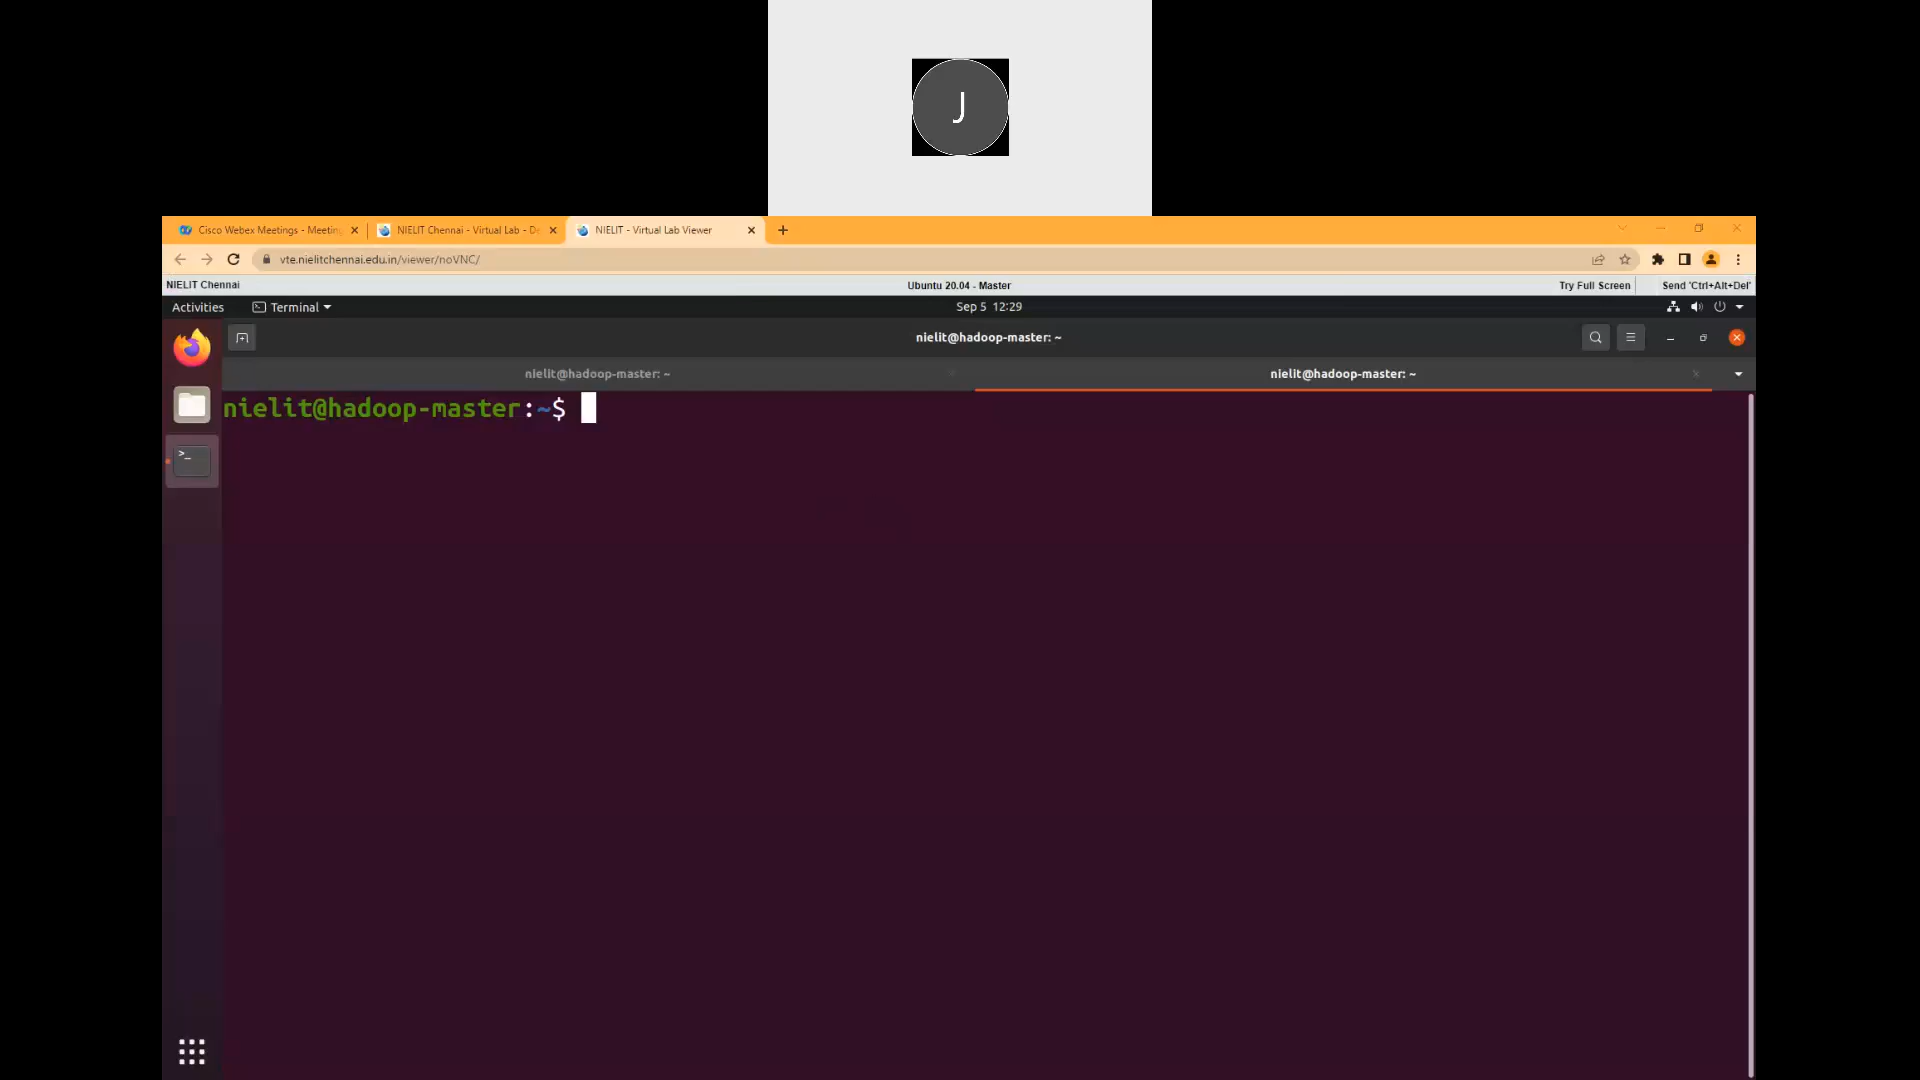 J
Cisco Webex Meetings - Meetin
NIELIT Chennai - Virtual Lab - D
NIELIT - Virtual Lab Viewer
vte.nielitchennai.edu.in/viewer/noVNC/
NIELIT Chennai
Ubuntu 20.04 - Master
Try Full Screen
Send 'Ctrl+Alt+Del'
Activities
Terminal
Sep 5 12:29
nielit@hadoop-master: ~
nielit@hadoop-master: ~
nielit@hadoop-master: ~
nielit@hadoop-master:~$